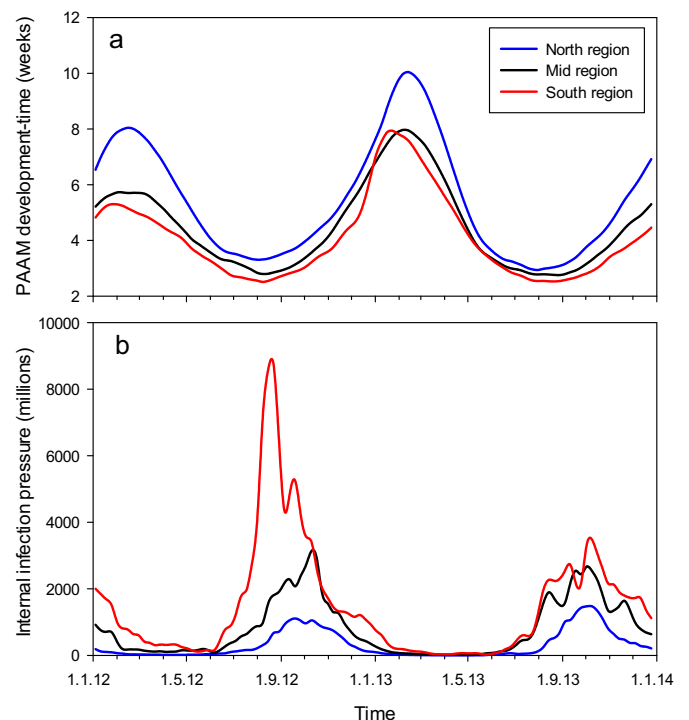 a
PAAM development-time (weeks)
12
10
8
6
4
2
North region
Mid region
South region
b
Internal infection pressure (millions)
10000
8000
6000
4000
2000
0
1.1.12 1.5.12 1.9.12 1.1.13 1.5.13 1.9.13 1.1.14
Time